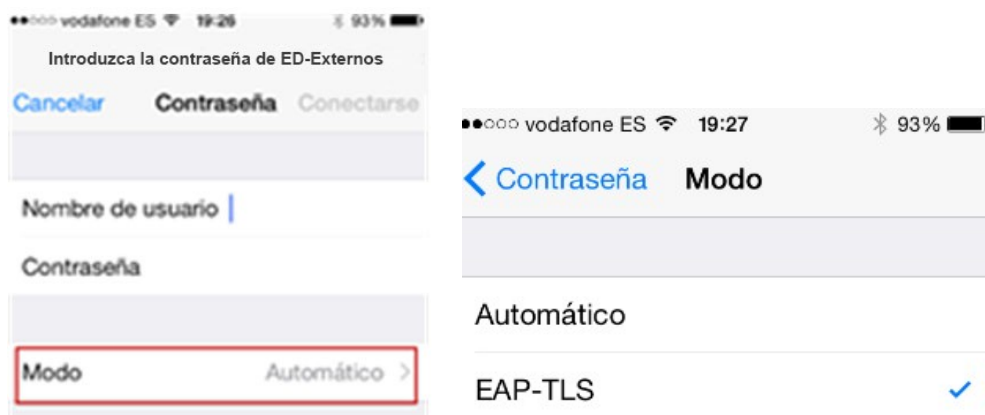 vodafone ES 19:26 93%
Introduzca la contraseña de ED-Externos
Cancelar Contraseña Conectarse
Nombre de usuario
Contraseña
Modo Automático >
vodafone ES 19:27 93%
Contraseña Modo
Automático
EAP-TLS